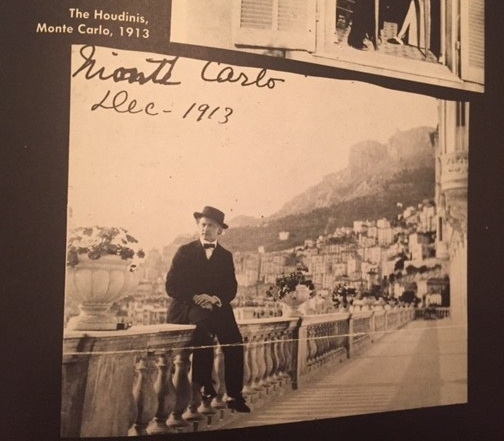 The Houdinis,
Monte Carlo, 1913
Monte Carlo
Dec - 1913